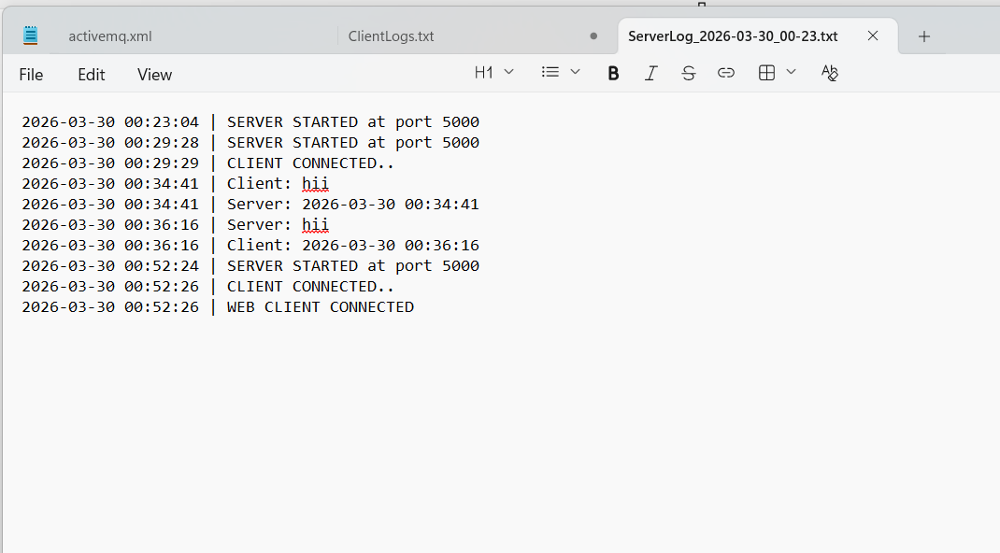 activemq.xml ClientLogs.txt ServerLog_2026-03-30_00-23.txt
File Edit View H1 B I S
2026-03-30 00:23:04 | SERVER STARTED at port 5000
2026-03-30 00:29:28 | SERVER STARTED at port 5000
2026-03-30 00:29:29 | CLIENT CONNECTED..
2026-03-30 00:34:41 | Client: hii
2026-03-30 00:34:41 | Server: 2026-03-30 00:34:41
2026-03-30 00:36:16 | Server: hii
2026-03-30 00:36:16 | Client: 2026-03-30 00:36:16
2026-03-30 00:52:24 | SERVER STARTED at port 5000
2026-03-30 00:52:26 | CLIENT CONNECTED..
2026-03-30 00:52:26 | WEB CLIENT CONNECTED